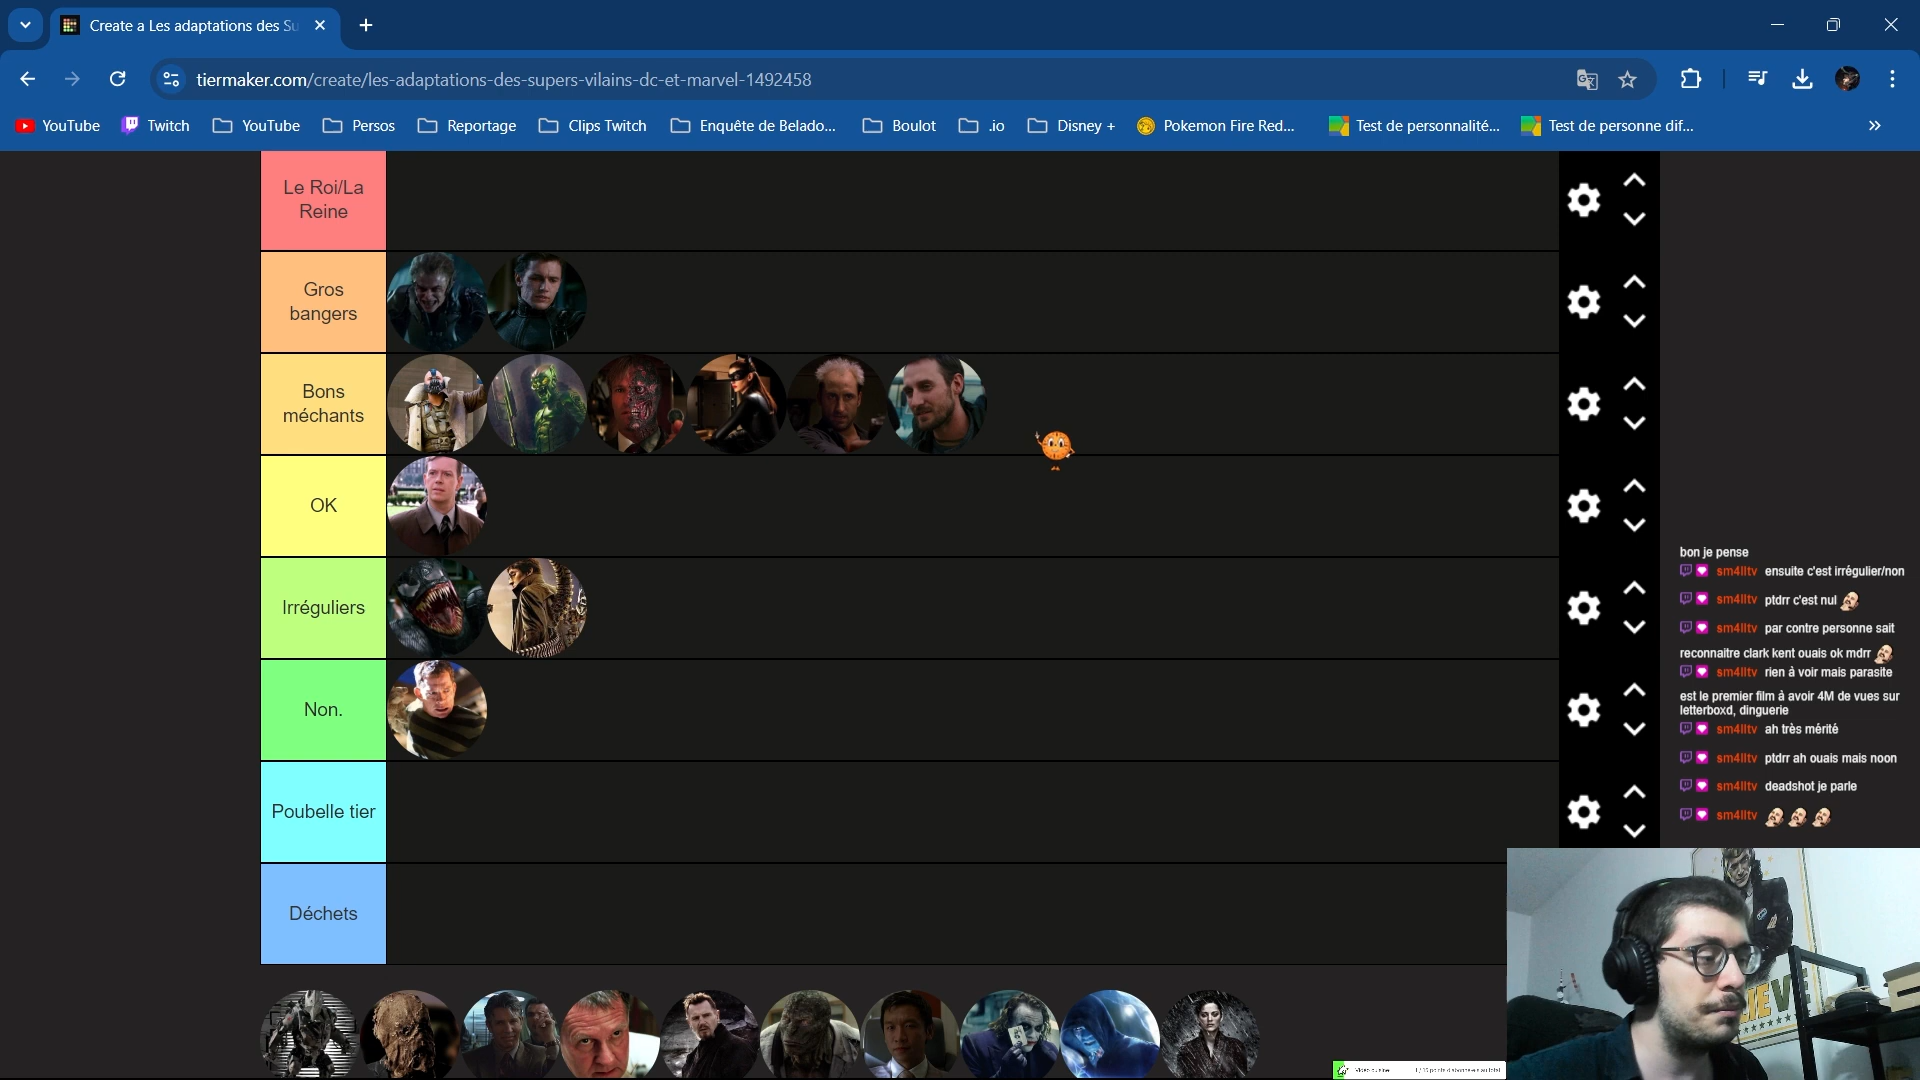 Create a Les adaptations des Su
tiermaker.com/create/les-adaptations-des-supers-vilains-dc-et-marvel-1492458
YouTube
Twitch
YouTube
Persos
Reportage
Clips Twitch
Enquête de Belado...
Boulot
.io
Disney +
Pokemon Fire Red...
Test de personnalité...
Test de personne dif...
Le Roi/La
Reine
Gros
bangers
Bons
méchants
OK
Irréguliers
Non.
Poubelle tier
Déchets
bon je pense
sm4lltv ensuite c'est irrégulier/non
sm4lltv ptdrr c'est nul
sm4lltv par contre personne sait
reconnaitre clark kent ouais ok mdrr
sm4lltv rien à voir mais parasite
est le premier film à avoir 4M de vues sur
letterboxd, dinguerie
sm4lltv ah très mérité
sm4lltv ptdrr ah ouais mais noon
sm4lltv deadshot je parle
sm4lltv